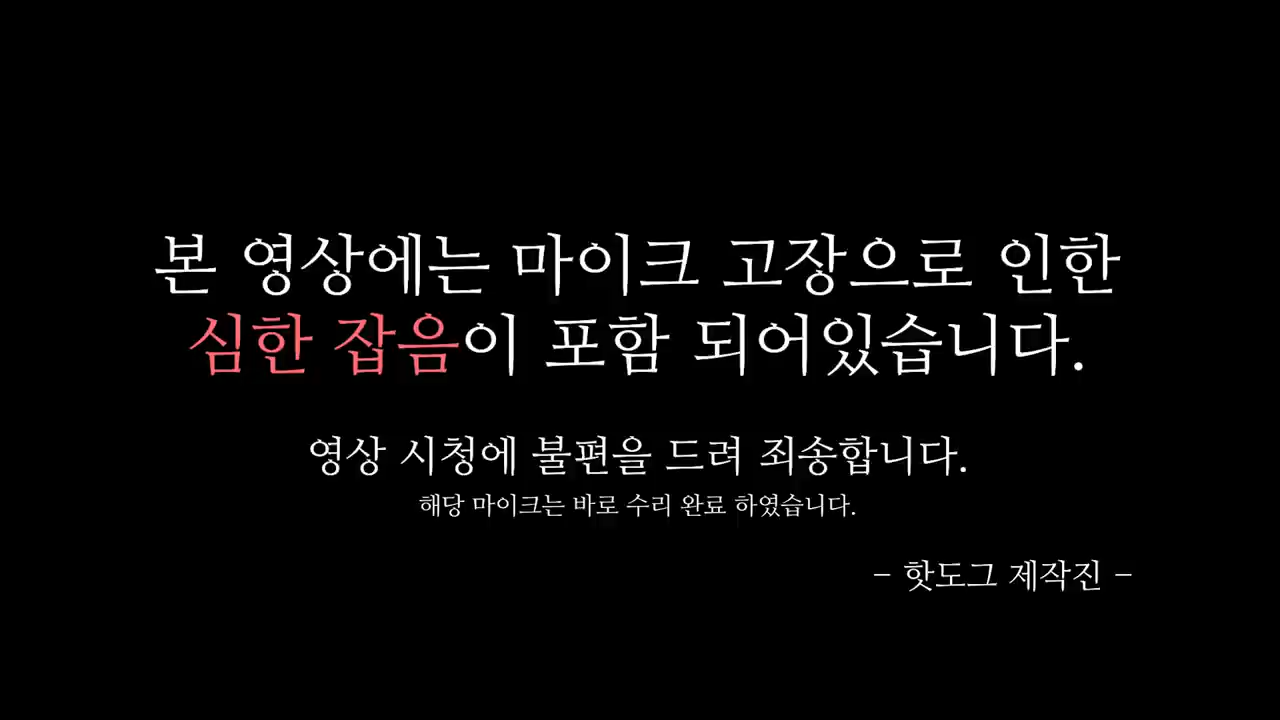 본 영상에는 마이크 고장으로 인한
심한 잡음이 포함 되어있습니다.
영상 시청에 불편을 드려 죄송합니다.
해당 마이크는 바로 수리 완료 하였습니다.
- 핫도그 제작진 -